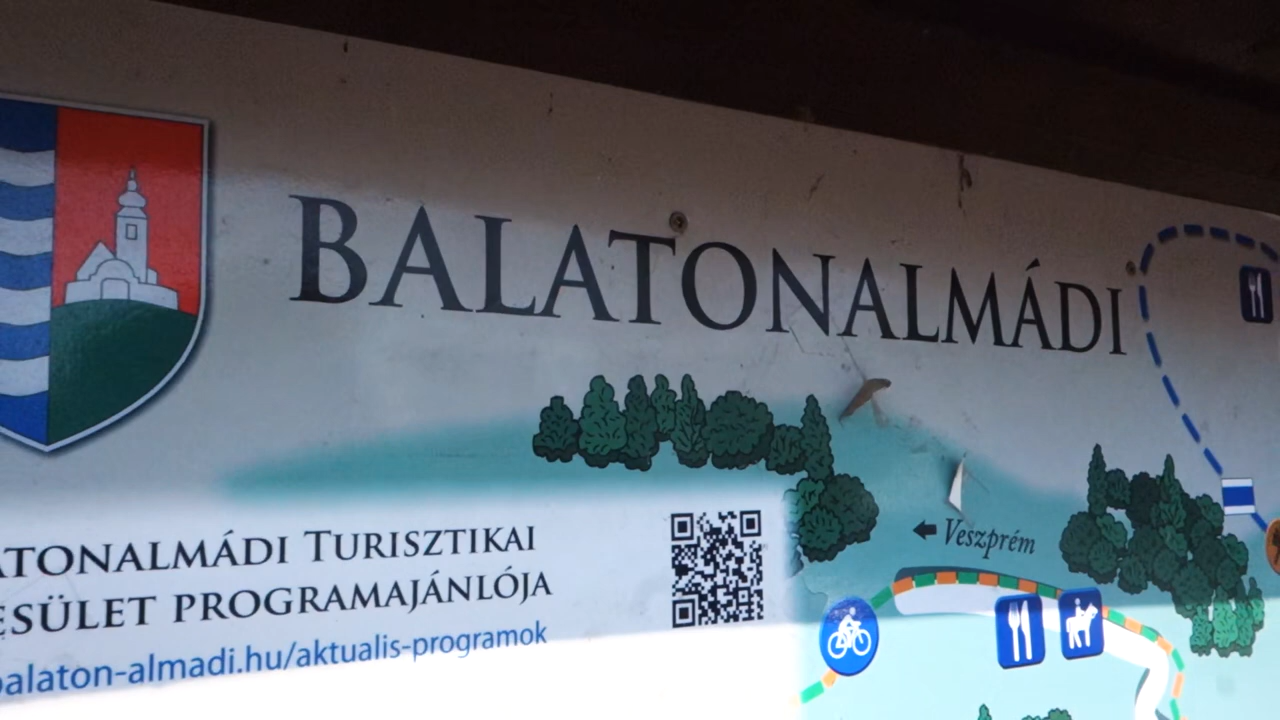 BALATONALMÁDI
ATONALMÁDI TURISZTIKAI
ESÜLET PROGRAMAJÁNLÓJA
balaton-almadi.hu/aktualis-programok
Veszprém